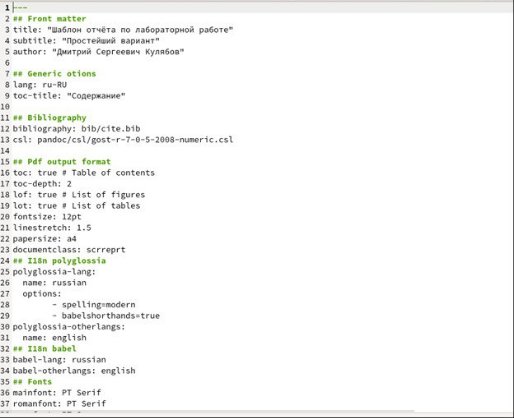 1 ---
2 ## Front matter
3 title: "Шаблон отчёта по лабораторной работе"
4 subtitle: "Простейший вариант"
5 author: "Дмитрий Сергеевич Кулябов"
6
7 ## Generic otions
8 lang: ru-RU
9 toc-title: "Содержание"
10
11 ## Bibliography
12 bibliography: bib/cite.bib
13 csl: pandoc/csl/gost-r-7-0-5-2008-numeric.csl
14
15 ## Pdf output format
16 toc: true # Table of contents
17 toc-depth: 2
18 lof: true # List of figures
19 lot: true # List of tables
20 fontsize: 12pt
21 linestretch: 1.5
22 papersize: a4
23 documentclass: scrreprt
24 ## I18n polyglossia
25 polyglossia-lang:
26   name: russian
27   options:
28         - spelling=modern
29         - babelshorthands=true
30 polyglossia-otherlangs:
31   name: english
32 ## I18n babel
33 babel-lang: russian
34 babel-otherlangs: english
35 ## Fonts
36 mainfont: PT Serif
37 romanfont: PT Serif